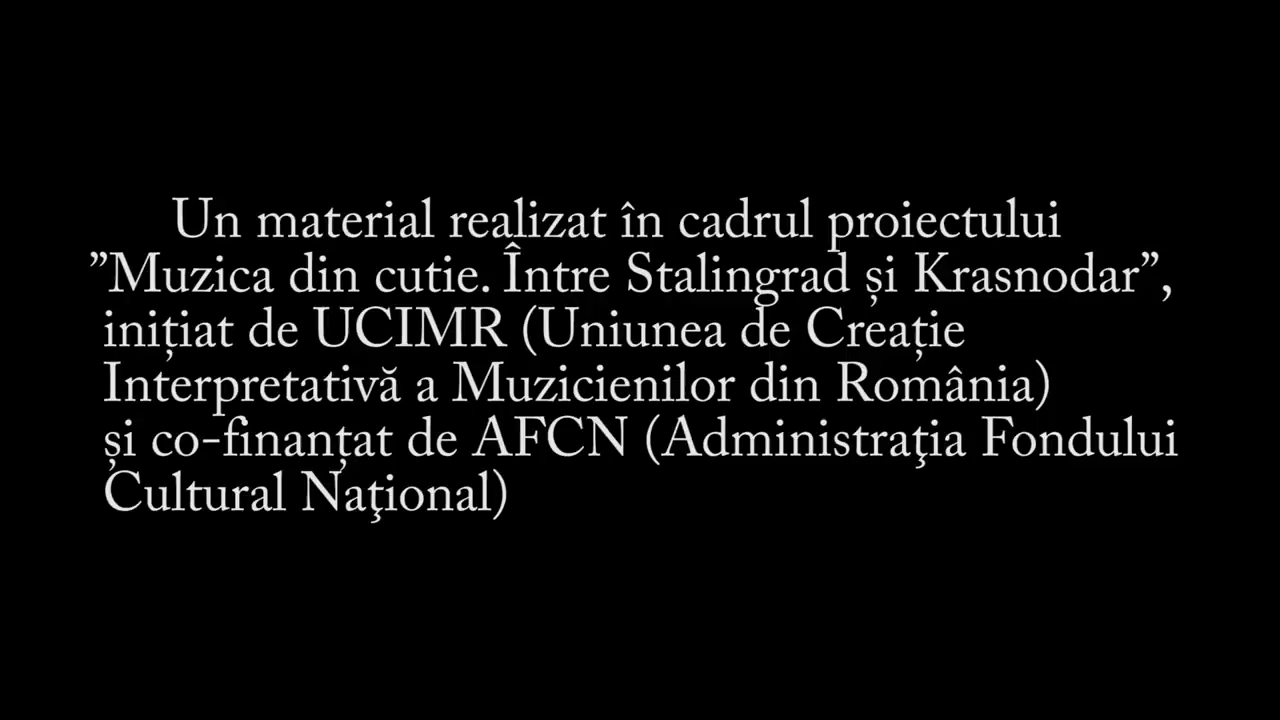 Un material realizat în cadrul proiectului
”Muzica din cutie. Între Stalingrad și Krasnodar”,
inițiat de UCIMR (Uniunea de Creație
Interpretativă a Muzicienilor din România)
și co-finanțat de AFCN (Administraţia Fondului
Cultural Naţional)